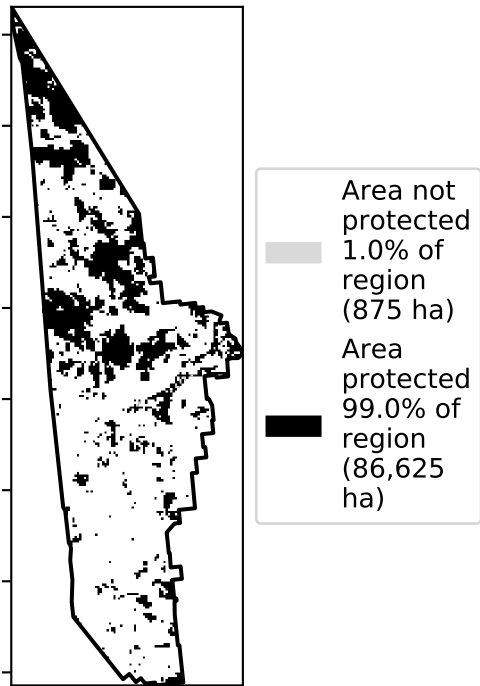 Area not
protected
1.0% of
region
(875 ha)
Area
protected
99.0% of
region
(86,625
ha)